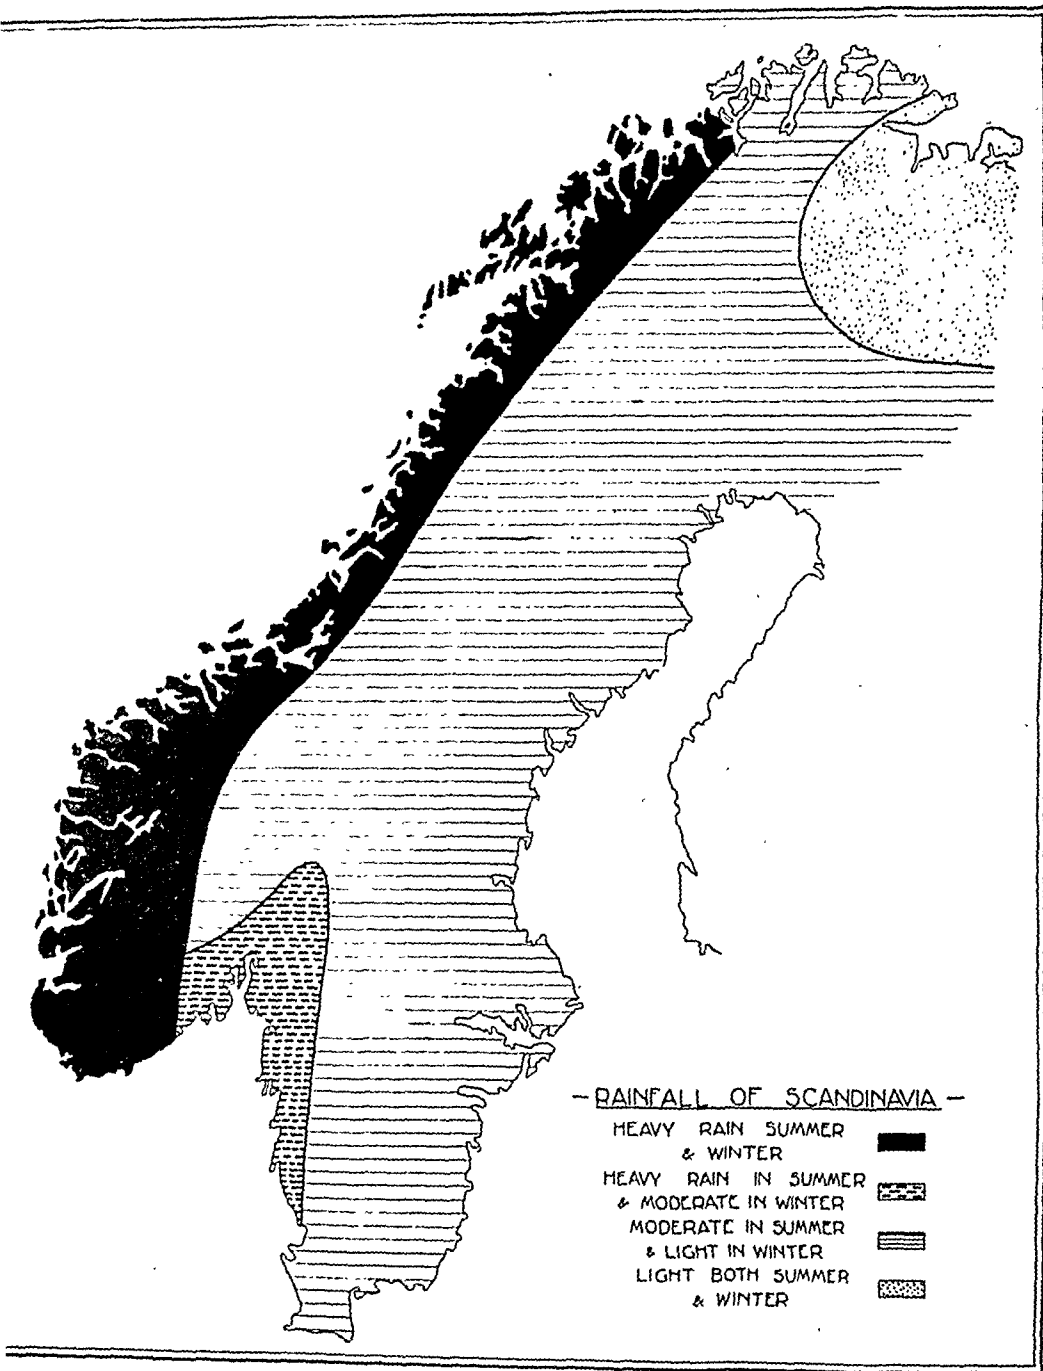 — RAINFALL OF SCANDINAVIA —
HEAVY RAIN SUMMER
& WINTER
HEAVY RAIN IN SUMMER
& MODERATE IN WINTER
MODERATE IN SUMMER
& LIGHT IN WINTER
LIGHT BOTH SUMMER
& WINTER